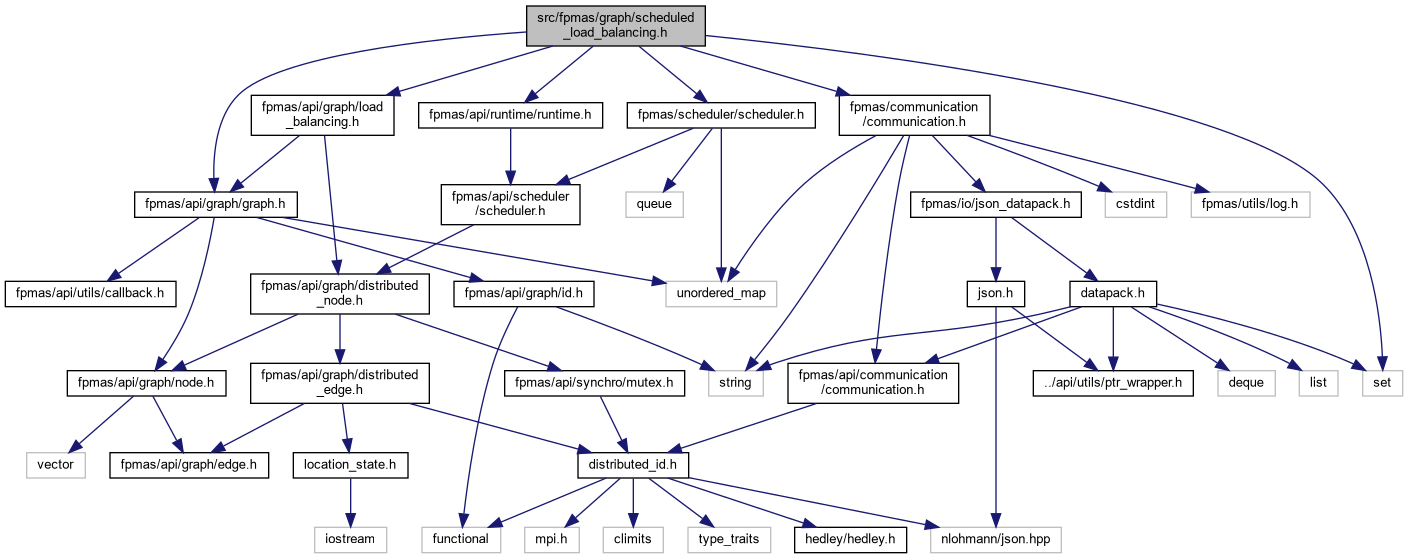 src/fpmas/graph/scheduled
_load_balancing.h
fpmas/api/graph/load
_balancing.h
fpmas/api/runtime/runtime.h
fpmas/scheduler/scheduler.h
fpmas/communication
/communication.h
fpmas/api/graph/graph.h
fpmas/api/scheduler
/scheduler.h
queue
fpmas/io/json_datapack.h
cstdint
fpmas/utils/log.h
fpmas/api/utils/callback.h
fpmas/api/graph/distributed
_node.h
fpmas/api/graph/id.h
unordered_map
json.h
datapack.h
fpmas/api/graph/node.h
fpmas/api/graph/distributed
_edge.h
fpmas/api/synchro/mutex.h
string
fpmas/api/communication
/communication.h
../api/utils/ptr_wrapper.h
deque
list
set
vector
fpmas/api/graph/edge.h
location_state.h
distributed_id.h
iostream
functional
mpi.h
climits
type_traits
hedley/hedley.h
nlohmann/json.hpp